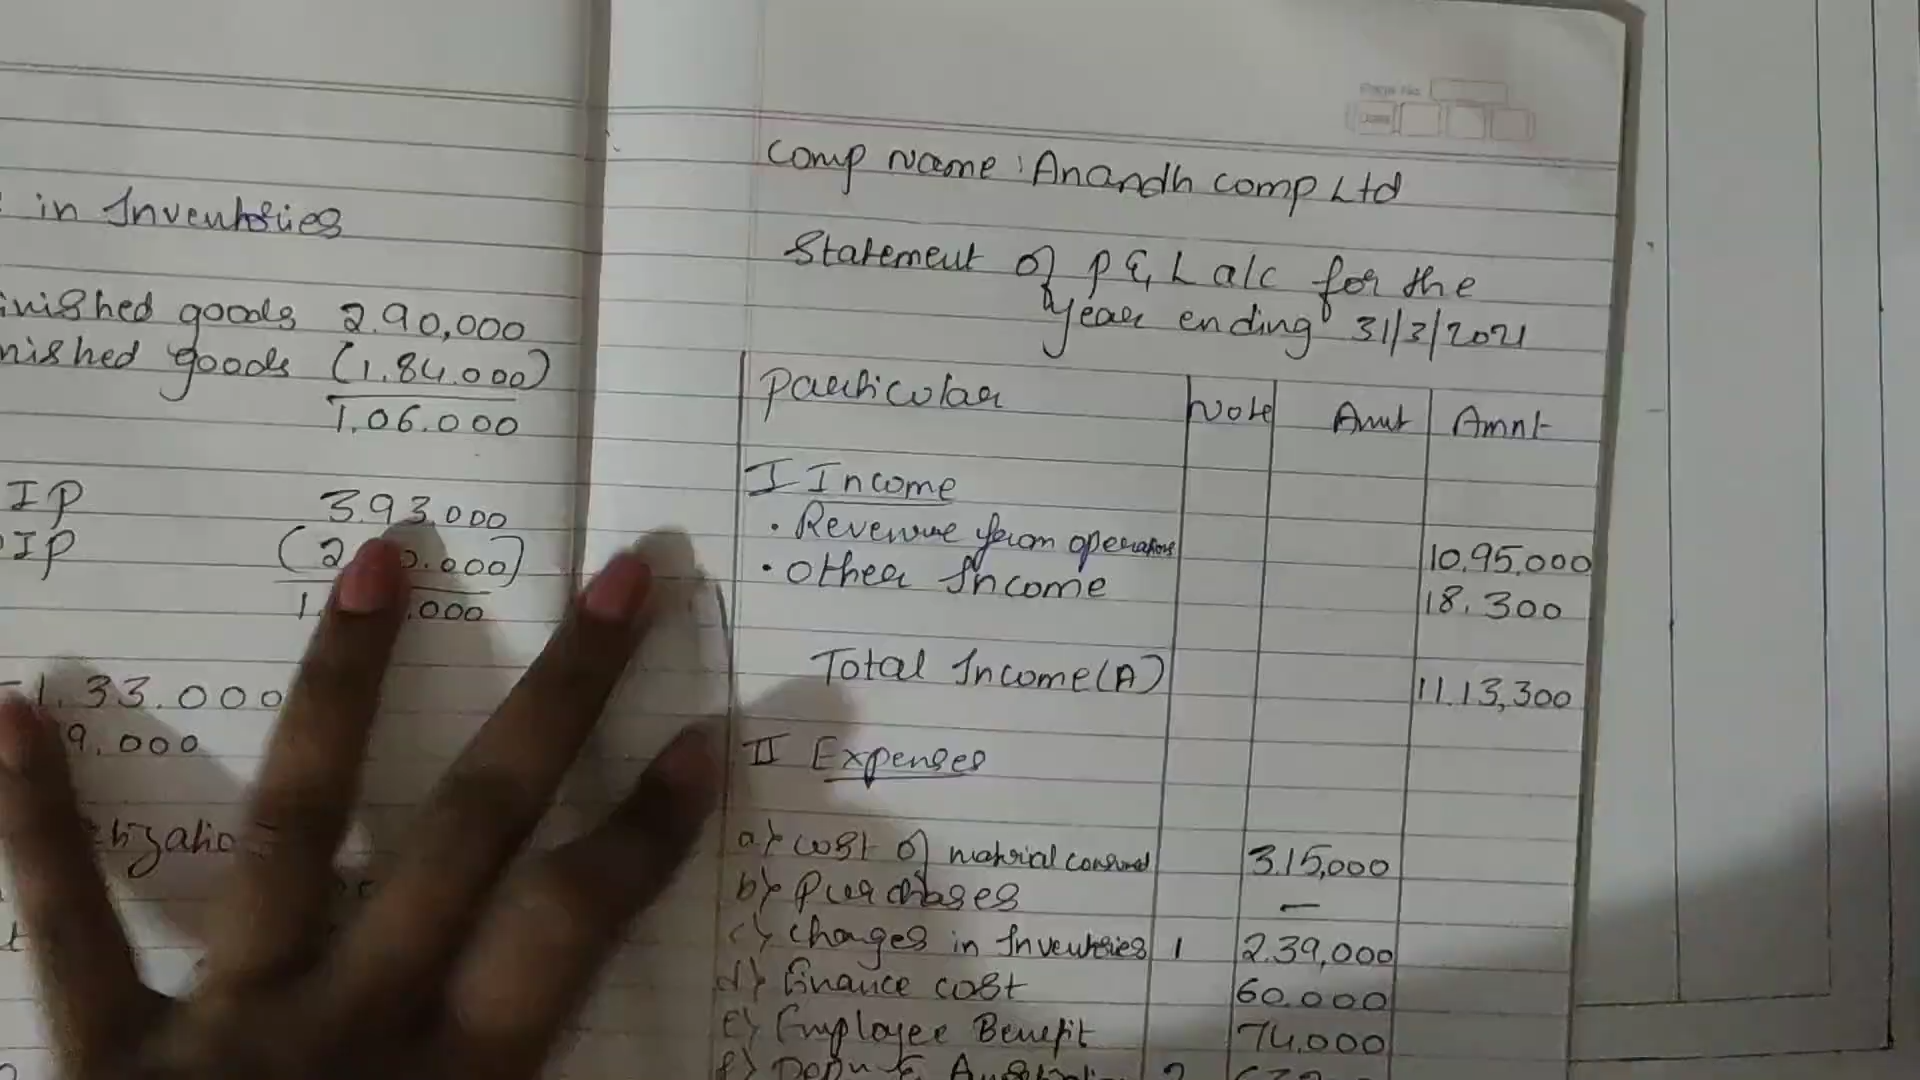 in Inventories
finished goods 2.90,000
nished goods (1.84.000)
1.06.000
IP 3.93.000
IP
.000
1.33.000
9.000
Page No.
Date
Comp Name : Anandh comp Ltd
Statement of P & L a/c for the
year ending 31/3/2021
Particular Note Amt Amnt
I Income
• Revenue from operations 10,95,000
• Other Income 18.300
Total Income (A) 11.13,300
II Expenses
a) Cost of material consumed 3.15,000
b) Purchases —
c) Changes in Inventories 1 2.39,000
d) Finance cost 60.000
e) Employee Benefit 74.000